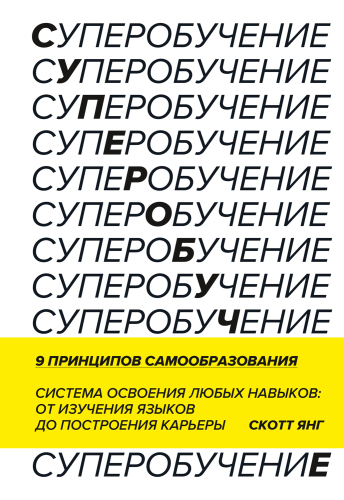 СУПЕРОБУЧЕНИЕ
СУПЕРОБУЧЕНИЕ
СУПЕРОБУЧЕНИЕ
СУПЕРОБУЧЕНИЕ
СУПЕРОБУЧЕНИЕ
СУПЕРОБУЧЕНИЕ
СУПЕРОБУЧЕНИЕ
СУПЕРОБУЧЕНИЕ
СУПЕРОБУЧЕНИЕ
9 ПРИНЦИПОВ САМООБРАЗОВАНИЯ
СИСТЕМА ОСВОЕНИЯ ЛЮБЫХ НАВЫКОВ:
ОТ ИЗУЧЕНИЯ ЯЗЫКОВ
ДО ПОСТРОЕНИЯ КАРЬЕРЫ СКОТТ ЯНГ
СУПЕРОБУЧЕНИЕ